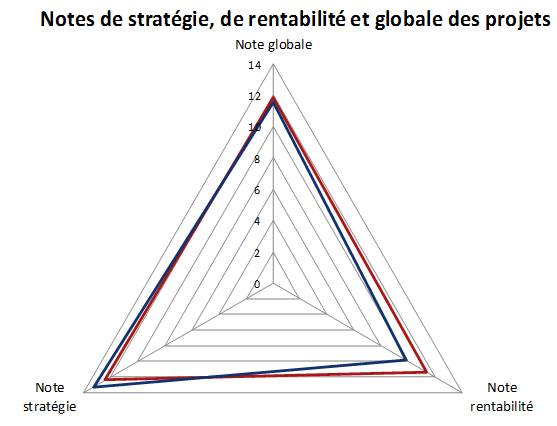 Notes de stratégie, de rentabilité et globale des projets
Note globale
14
12
10
8
6
4
2
0
Note
stratégie
Note
rentabilité